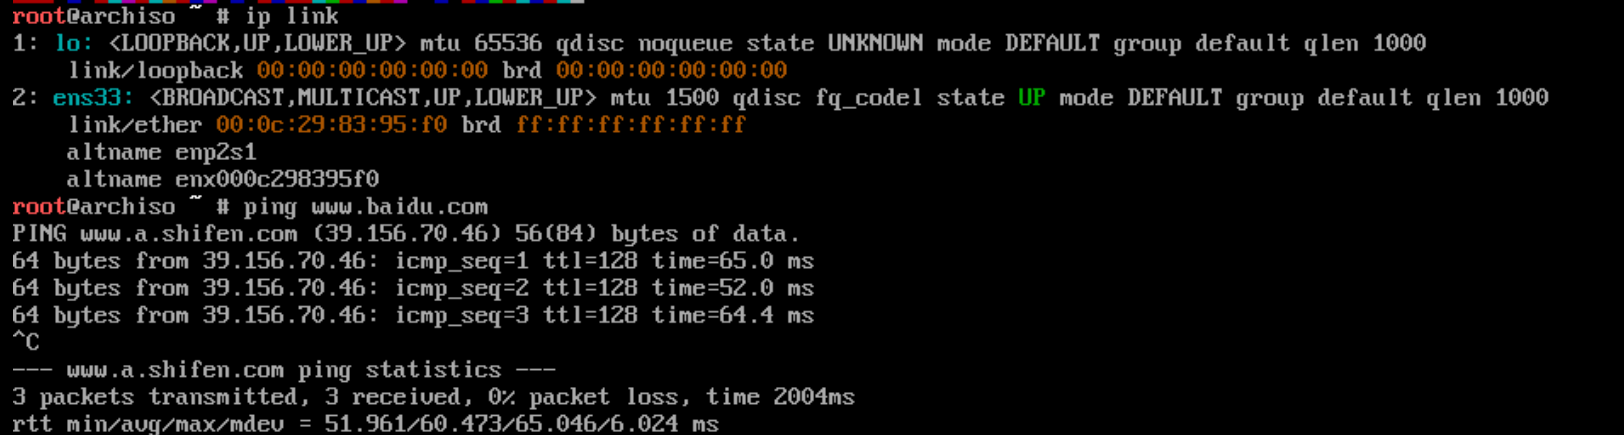 root@archiso ~ # ip link
1: lo: <LOOPBACK,UP,LOWER_UP> mtu 65536 qdisc noqueue state UNKNOWN mode DEFAULT group default qlen 1000
    link/loopback 00:00:00:00:00:00 brd 00:00:00:00:00:00
2: ens33: <BROADCAST,MULTICAST,UP,LOWER_UP> mtu 1500 qdisc fq_codel state UP mode DEFAULT group default qlen 1000
    link/ether 00:0c:29:83:95:f0 brd ff:ff:ff:ff:ff:ff
    altname enp2s1
    altname enx000c298395f0
root@archiso ~ # ping www.baidu.com
PING www.a.shifen.com (39.156.70.46) 56(84) bytes of data.
64 bytes from 39.156.70.46: icmp_seq=1 ttl=128 time=65.0 ms
64 bytes from 39.156.70.46: icmp_seq=2 ttl=128 time=52.0 ms
64 bytes from 39.156.70.46: icmp_seq=3 ttl=128 time=64.4 ms
^C
--- www.a.shifen.com ping statistics ---
3 packets transmitted, 3 received, 0% packet loss, time 2004ms
rtt min/avg/max/mdev = 51.961/60.473/65.046/6.024 ms